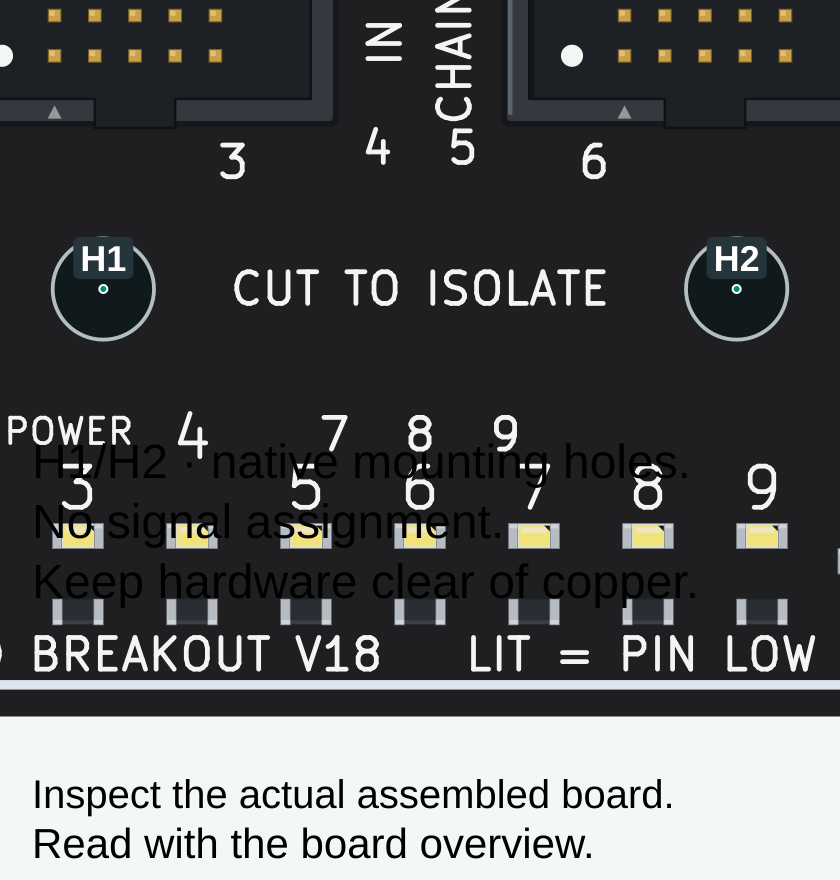 IN
CHAIN
3 4 5 6
H1
H2
CUT TO ISOLATE
POWER 4 7 8 9
H1/H2 · native mounting holes.
3 5 6 7 8 9
No signal assignment.
Keep hardware clear of copper.
BREAKOUT V18 LIT = PIN LOW
Inspect the actual assembled board.
Read with the board overview.